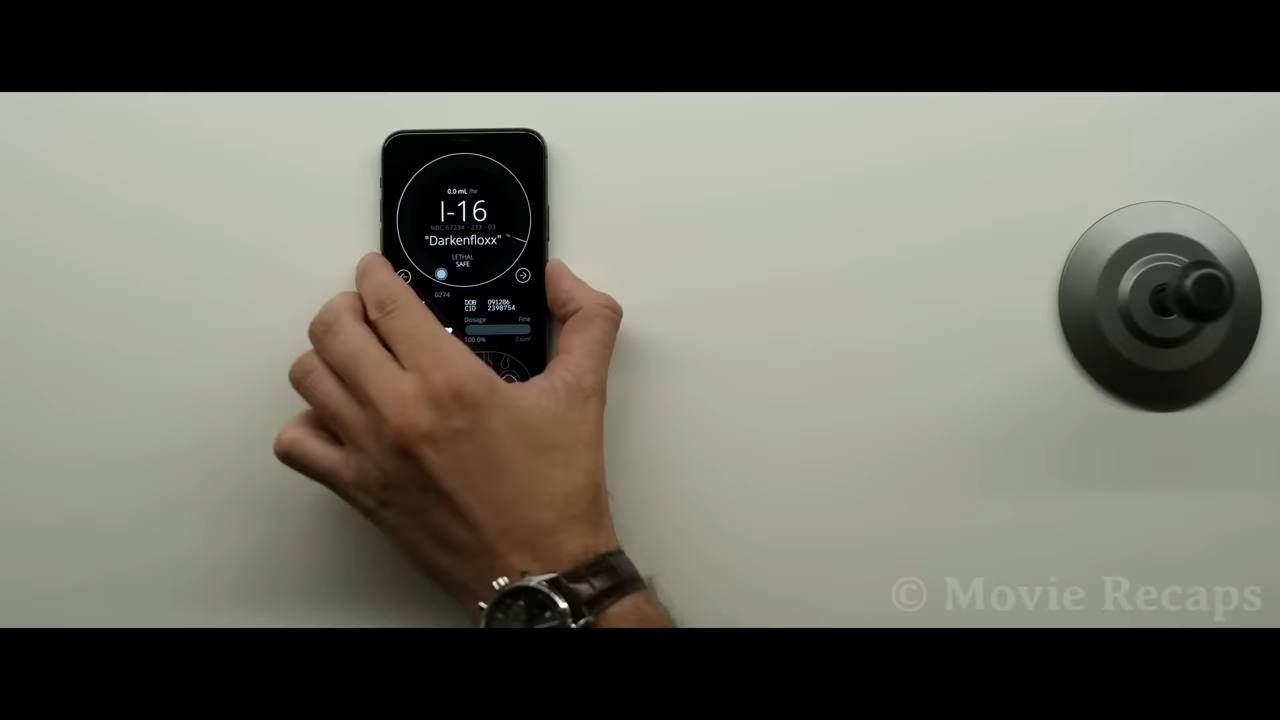 0.0 mL /hr
I-16
NDC 67234 - 233 - 03
"Darkenfloxx"
LETHAL
SAFE
0274
DOB 091286
CID 2398754
Dosage Fine
100.0%
© Movie Recaps